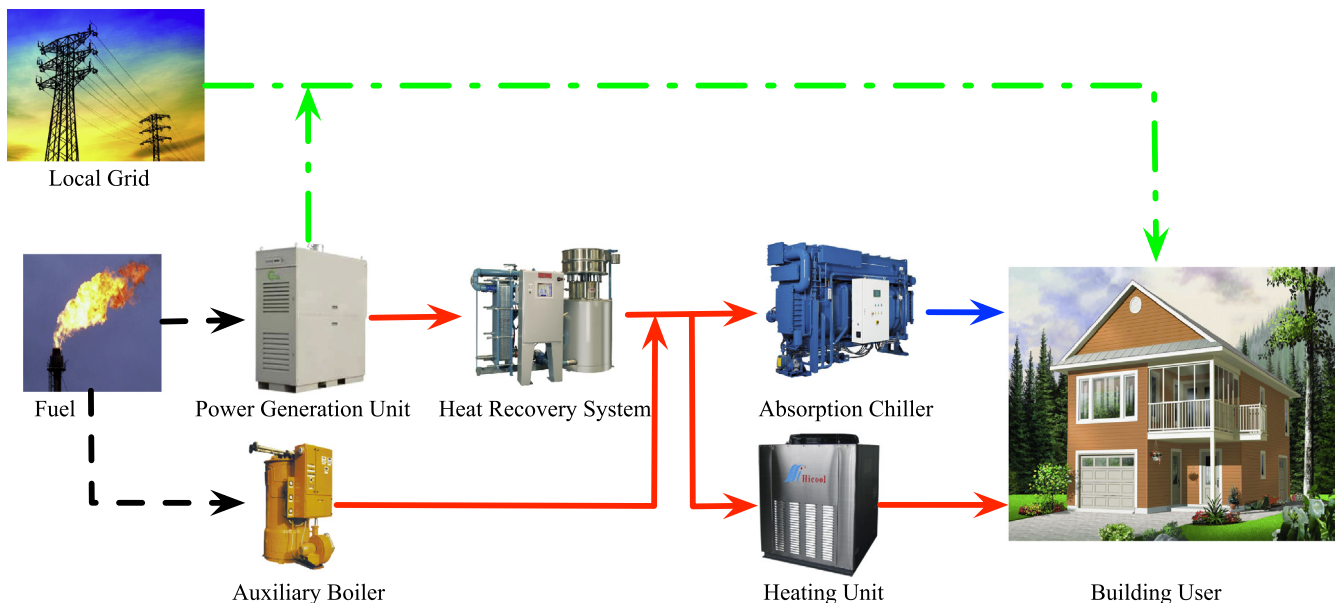 Local Grid
Fuel
Power Generation Unit
Heat Recovery System
Absorption Chiller
Hicool
Auxiliary Boiler
Heating Unit
Building User